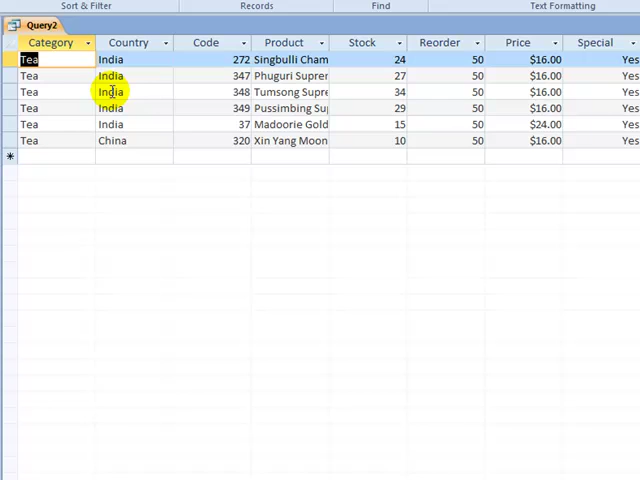 Sort & Filter Records Find Text Formatting
Query2
Category Country Code Product Stock Reorder Price Special
Tea India 272 Singbulli Cham 24 50 $16.00 Yes
Tea India 347 Phuguri Suprem 27 50 $16.00 Yes
Tea India 348 Tumsong Supre 34 50 $16.00 Yes
Tea India 349 Pussimbing Su 29 50 $16.00 Yes
Tea India 37 Madoorie Gold 15 50 $24.00 Yes
Tea China 320 Xin Yang Moon 10 50 $16.00 Yes